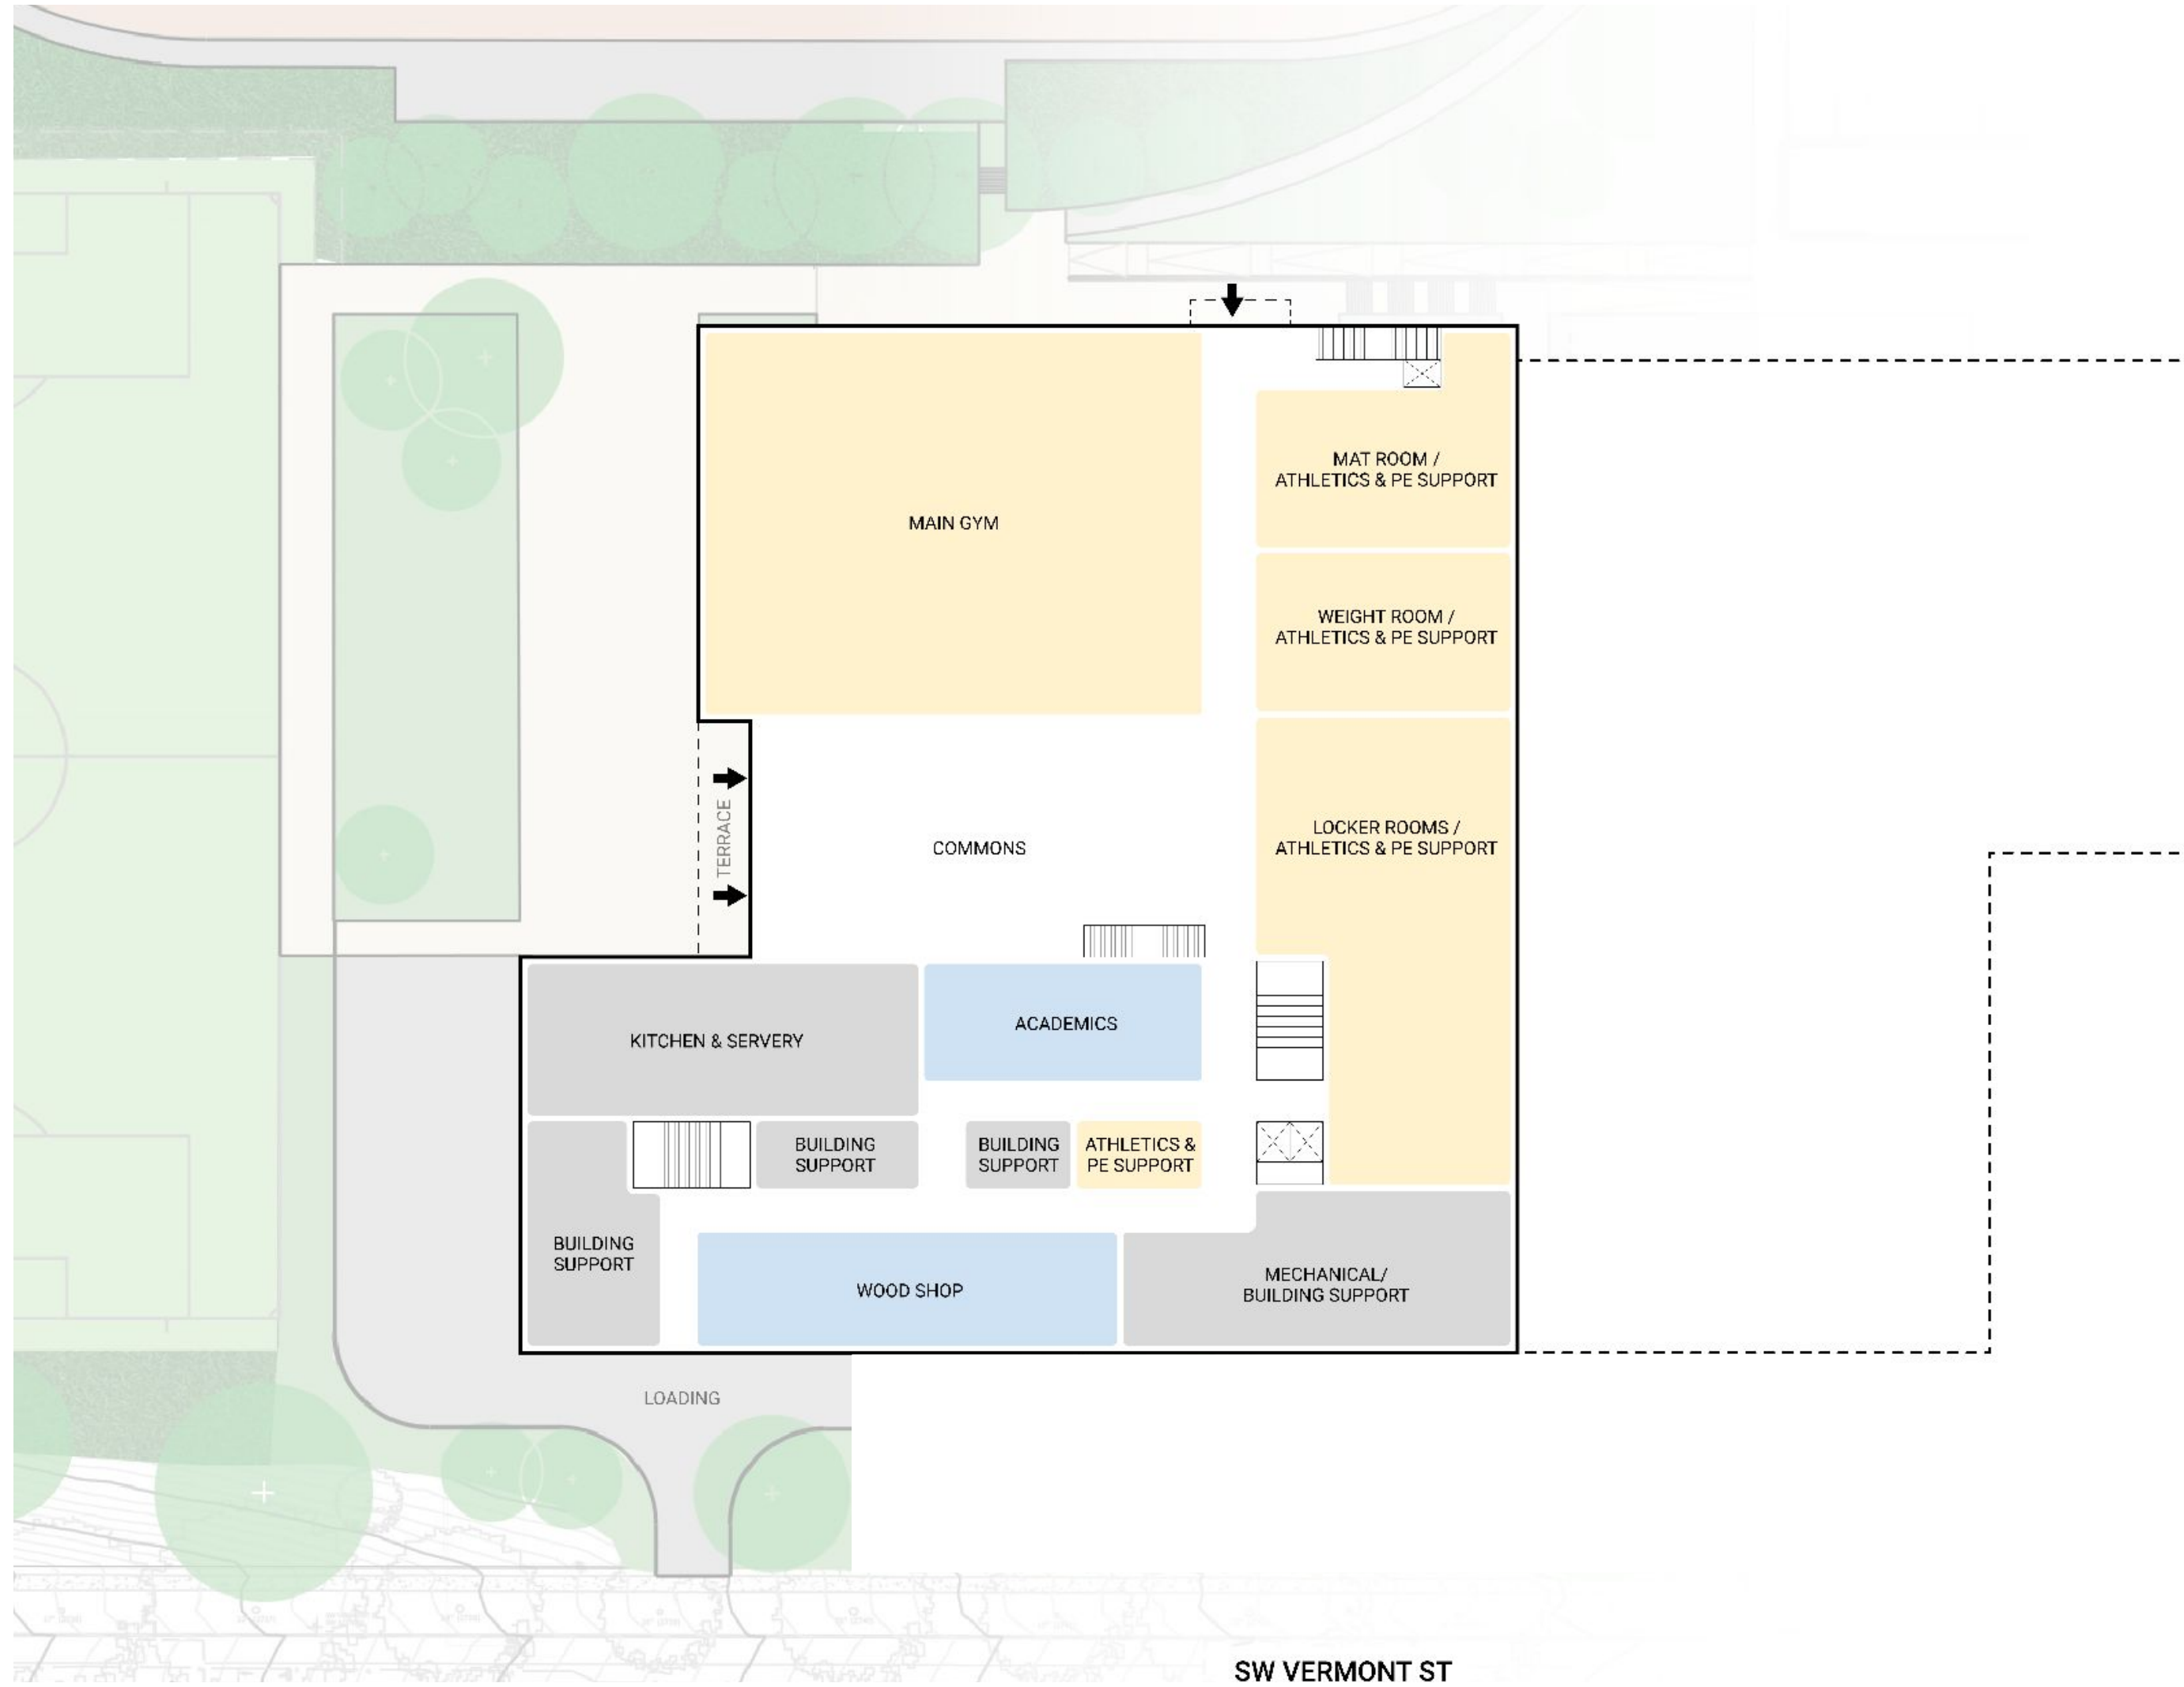 MAT ROOM /
ATHLETICS & PE SUPPORT
MAIN GYM
WEIGHT ROOM /
ATHLETICS & PE SUPPORT
TERRACE
COMMONS
LOCKER ROOMS /
ATHLETICS & PE SUPPORT
KITCHEN & SERVERY
ACADEMICS
BUILDING
SUPPORT
BUILDING
SUPPORT
ATHLETICS &
PE SUPPORT
BUILDING
SUPPORT
WOOD SHOP
MECHANICAL/
BUILDING SUPPORT
LOADING
SW VERMONT ST